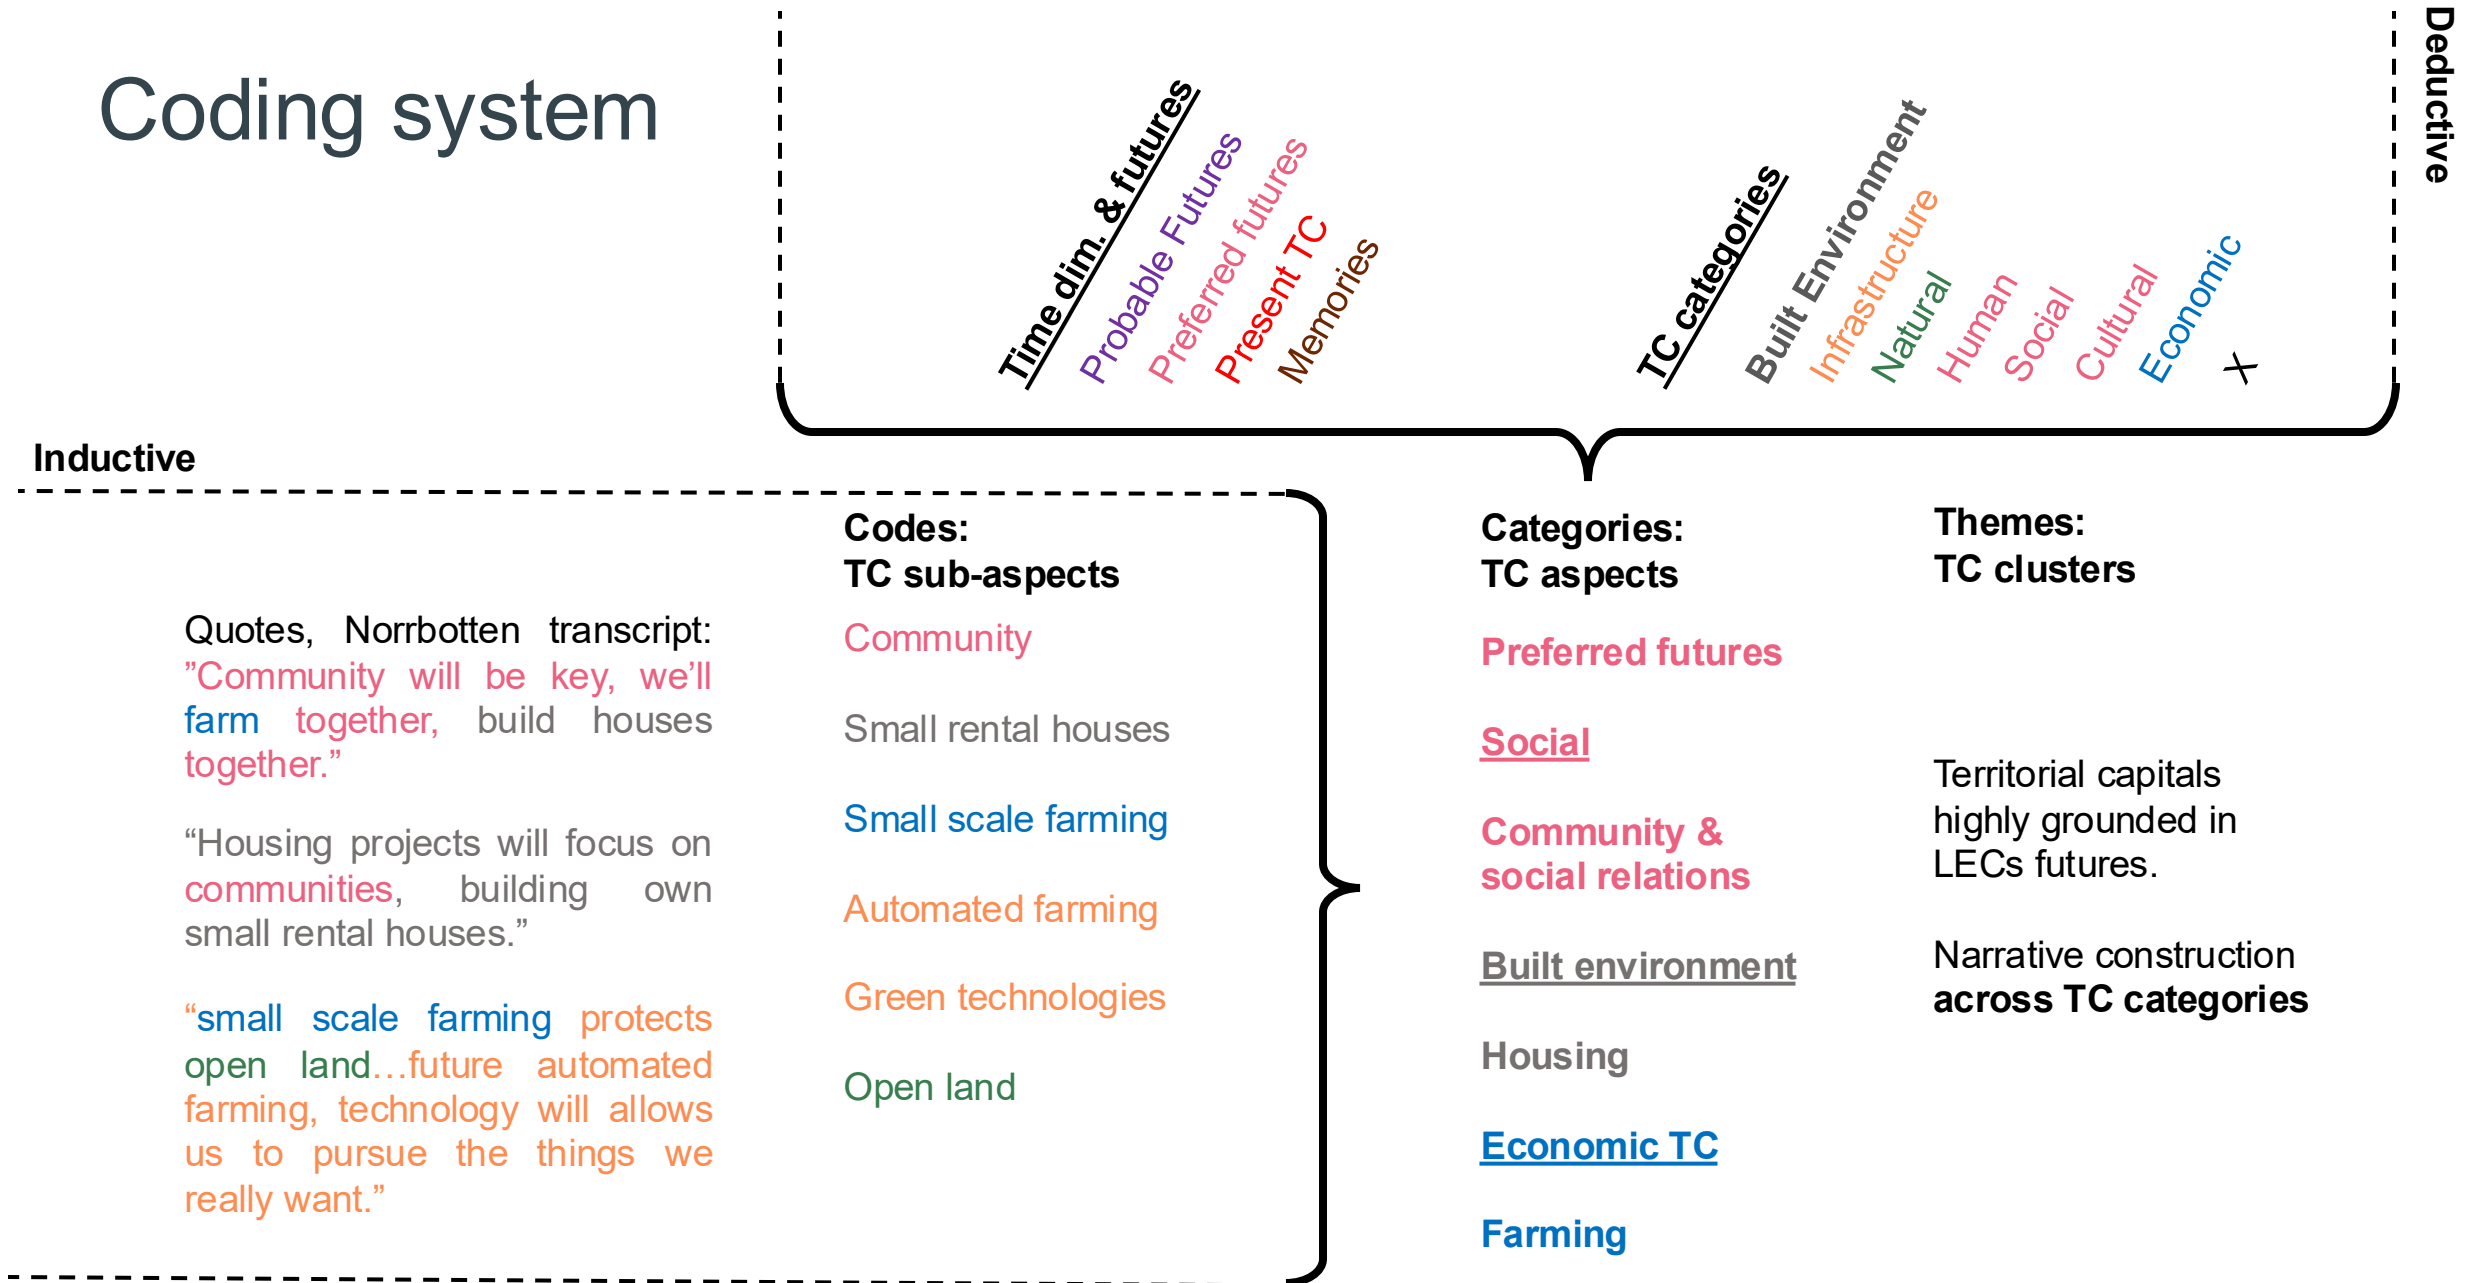 Coding system
Deductive
Time dim. & futures
Probable Futures
Preferred futures
Present TC
Memories
TC categories
Built Environment
Infrastructure
Natural
Human
Social
Cultural
Economic
X
Inductive
Quotes, Norrbotten transcript:
”Community will be key, we’ll
farm together, build houses
together.”
“Housing projects will focus on
communities, building own
small rental houses.”
“small scale farming protects
open land…future automated
farming, technology will allows
us to pursue the things we
really want.”
Codes:
TC sub-aspects
Community
Small rental houses
Small scale farming
Automated farming
Green technologies
Open land
Categories:
TC aspects
Preferred futures
Social
Community &
social relations
Built environment
Housing
Economic TC
Farming
Themes:
TC clusters
Territorial capitals
highly grounded in
LECs futures.
Narrative construction
across TC categories